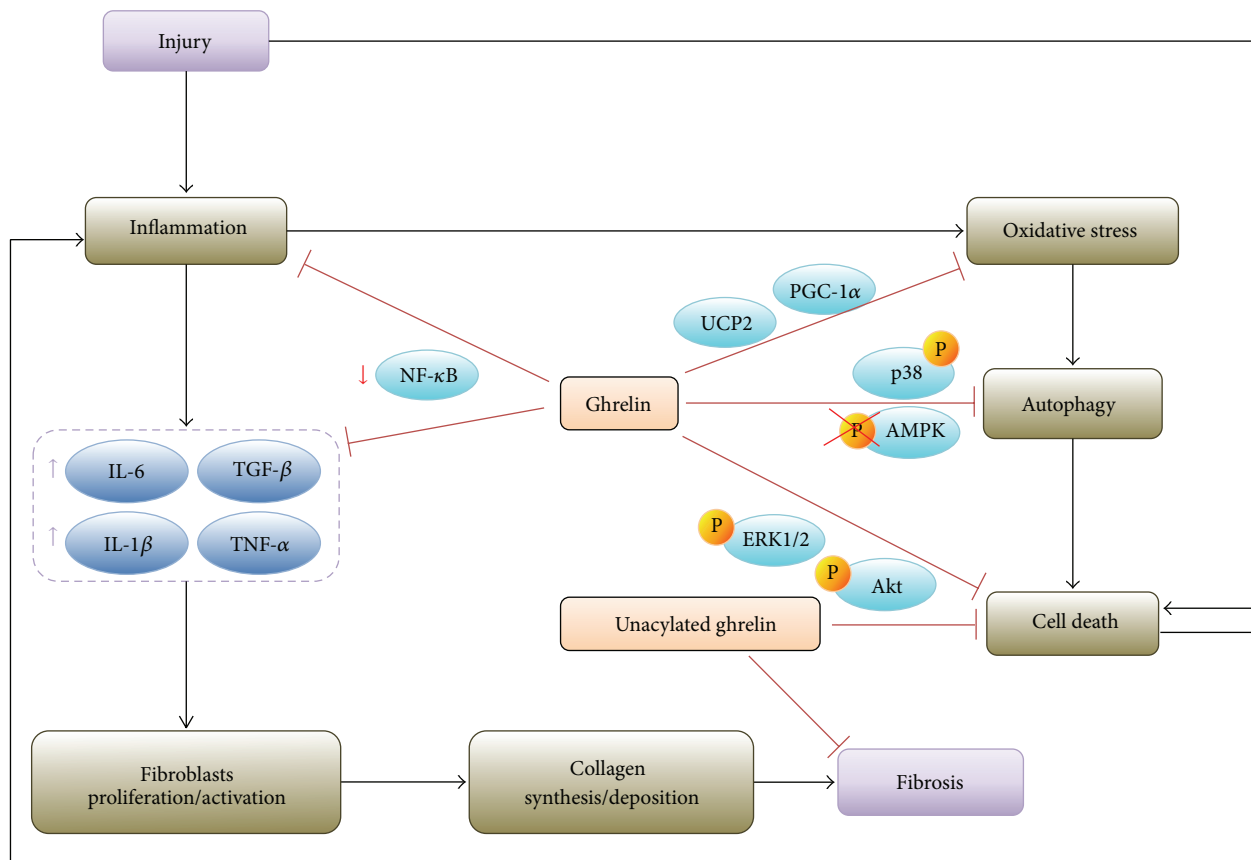 Injury
Inflammation
Oxidative stress
PGC-1α
UCP2
P
p38
↓ NF-κB
Ghrelin
Autophagy
P AMPK
↑ IL-6
TGF-β
↑ IL-1β
TNF-α
P ERK1/2
P Akt
Unacylated ghrelin
Cell death
Fibroblasts
proliferation/activation
Collagen
synthesis/deposition
Fibrosis